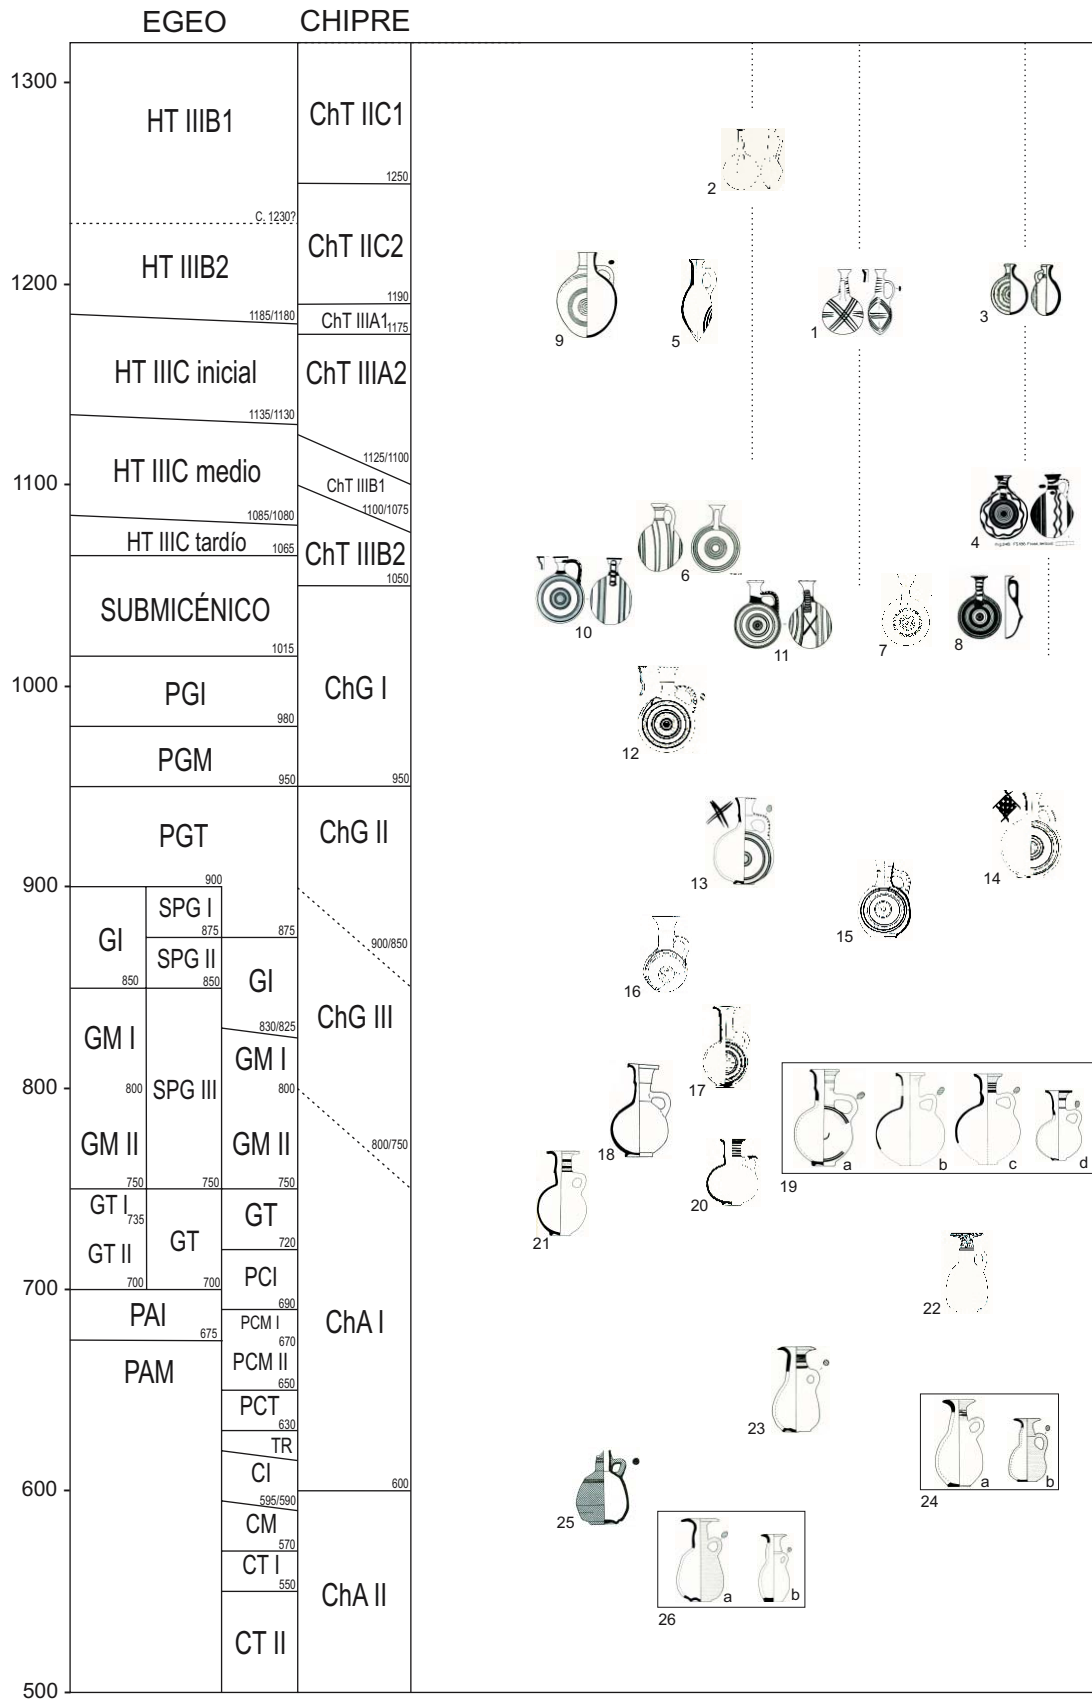 EGEO CHIPRE
1300
HT IIIB1
ChT IIC1
2
1250
C. 1230?
HT IIIB2
ChT IIC2
1200
1190
1185/1180
ChT IIIA1
1175
9
5
1
3
HT IIIC inicial
ChT IIIA2
1135/1130
1125/1100
1100
HT IIIC medio
ChT IIIB1
1100/1075
1085/1080
HT IIIC tardío
1065
ChT IIIB2
1050
4
6
10
11
7
8
SUBMICÉNICO
1015
1000
PGI
ChG I
980
12
PGM
950
950
PGT
ChG II
13
14
900
900
SPG I
875
875
GI
SPG II
850
850
GI
900/850
15
16
ChG III
830/825
GM I
GM I
800
800
SPG III
800
17
18
19
a
b
c
d
GM II
GM II
800/750
750
750
750
20
21
GT I
735
GT II
GT
GT
720
700
700
700
PCI
690
22
PAI
675
PCM I
670
ChA I
PAM
PCM II
650
PCT
630
23
TR
CI
24
a
b
600
600
595/590
CM
570
25
CT I
550
ChA II
26
a
b
CT II
500